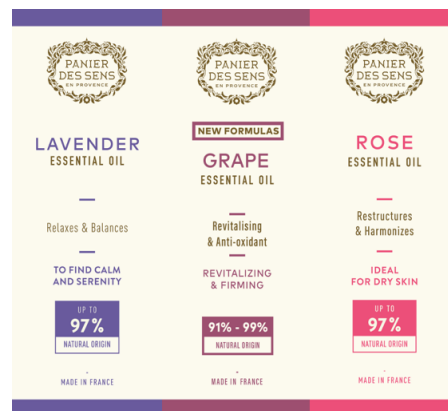 PANIER
DES SENS
EN PROVENCE
LAVENDER
ESSENTIAL OIL
Relaxes & Balances
TO FIND CALM
AND SERENITY
UP TO
97%
NATURAL ORIGIN
MADE IN FRANCE
PANIER
DES SENS
EN PROVENCE
NEW FORMULAS
GRAPE
ESSENTIAL OIL
Revitalising
& Anti-oxidant
REVITALIZING
& FIRMING
91% - 99%
NATURAL ORIGIN
MADE IN FRANCE
PANIER
DES SENS
EN PROVENCE
ROSE
ESSENTIAL OIL
Restructures
& Harmonizes
IDEAL
FOR DRY SKIN
UP TO
97%
NATURAL ORIGIN
MADE IN FRANCE